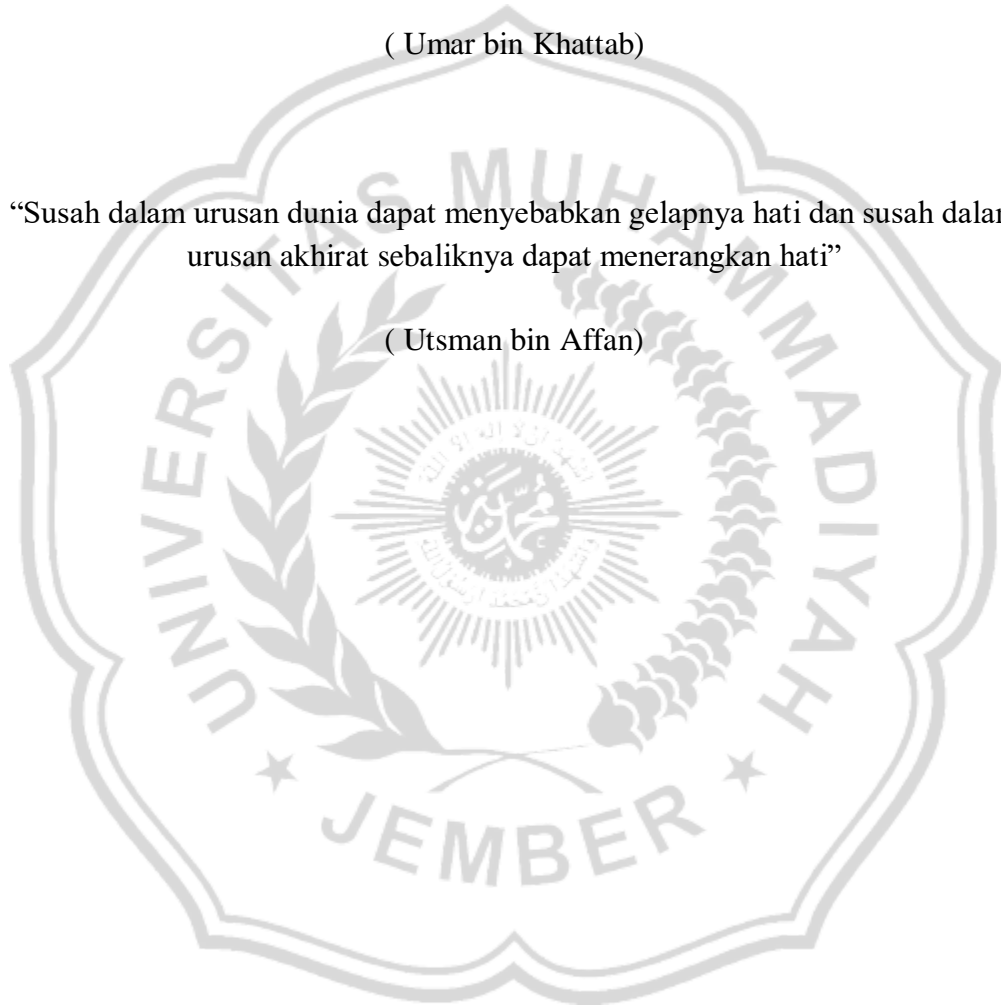 ( Umar bin Khattab)
“Susah dalam urusan dunia dapat menyebabkan gelapnya hati dan susah dalam
urusan akhirat sebaliknya dapat menerangkan hati”
( Utsman bin Affan)
UNIVERSITAS MUHAMMADIYAH
JEMBER